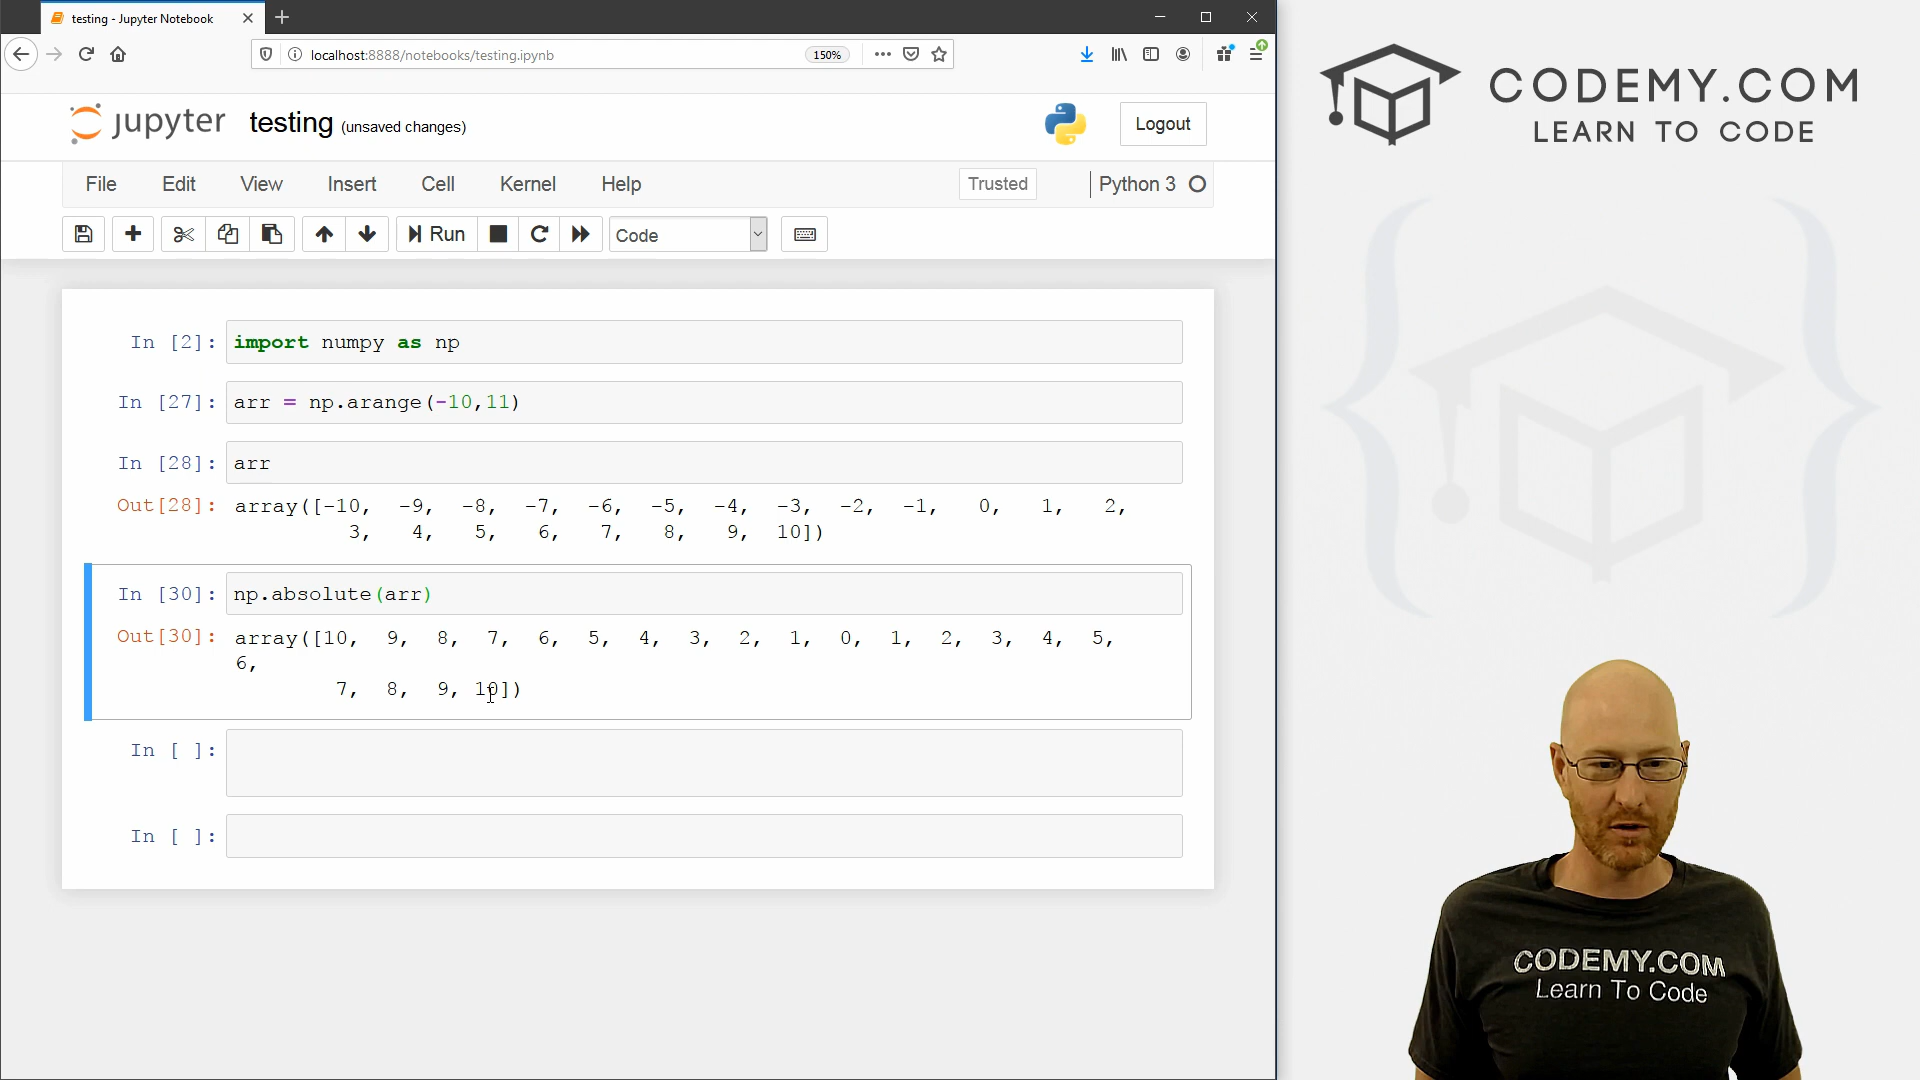 testing - Jupyter Notebook
localhost:8888/notebooks/testing.ipynb
150%
jupyter testing (unsaved changes)
Logout
File Edit View Insert Cell Kernel Help
Trusted
Python 3
Run
Code
In [2]: import numpy as np
In [27]: arr = np.arange(-10,11)
In [28]: arr
Out[28]: array([-10, -9, -8, -7, -6, -5, -4, -3, -2, -1, 0, 1, 2,
3, 4, 5, 6, 7, 8, 9, 10])
In [30]: np.absolute(arr)
Out[30]: array([10, 9, 8, 7, 6, 5, 4, 3, 2, 1, 0, 1, 2, 3, 4, 5,
6,
7, 8, 9, 10])
In [ ]:
In [ ]:
CODEMY.COM
LEARN TO CODE
CODEMY.COM
Learn To Code